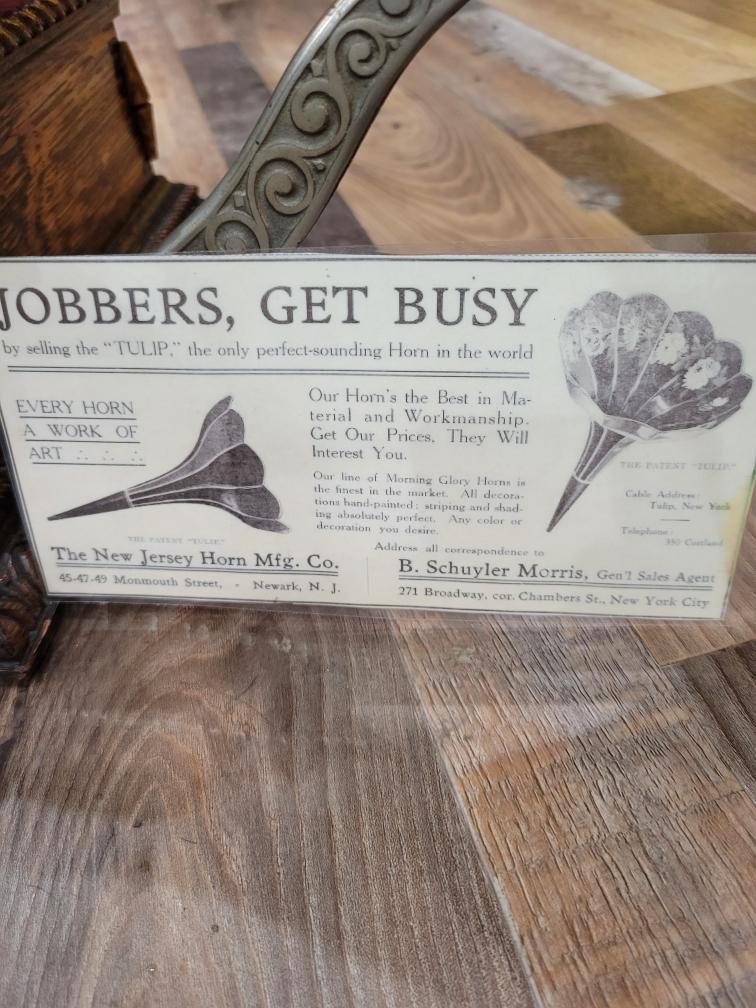 JOBBERS, GET BUSY
by selling the "TULIP," the only perfect-sounding Horn in the world
EVERY HORN
A WORK OF
ART ∴ ∴ ∴
THE PATENT "TULIP."
Our Horn's the Best in Ma-
terial and Workmanship.
Get Our Prices. They Will
Interest You.
Our line of Morning Glory Horns is
the finest in the market. All decora-
tions hand-painted; striping and shad-
ing absolutely perfect. Any color or
decoration you desire.
THE PATENT "TULIP."
Cable Address:
Tulip, New York
Telephone:
350 Cortland
The New Jersey Horn Mfg. Co.
45-47-49 Monmouth Street, - Newark, N. J.
Address all correspondence to
B. Schuyler Morris, Gen'l Sales Agent
271 Broadway, cor. Chambers St., New York City